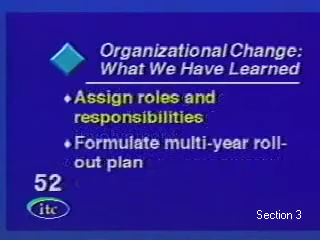 Organizational Change:
What We Have Learned
♦Assign roles and
responsibilities
♦Formulate multi-year roll-
out plan
52
itc
Section 3